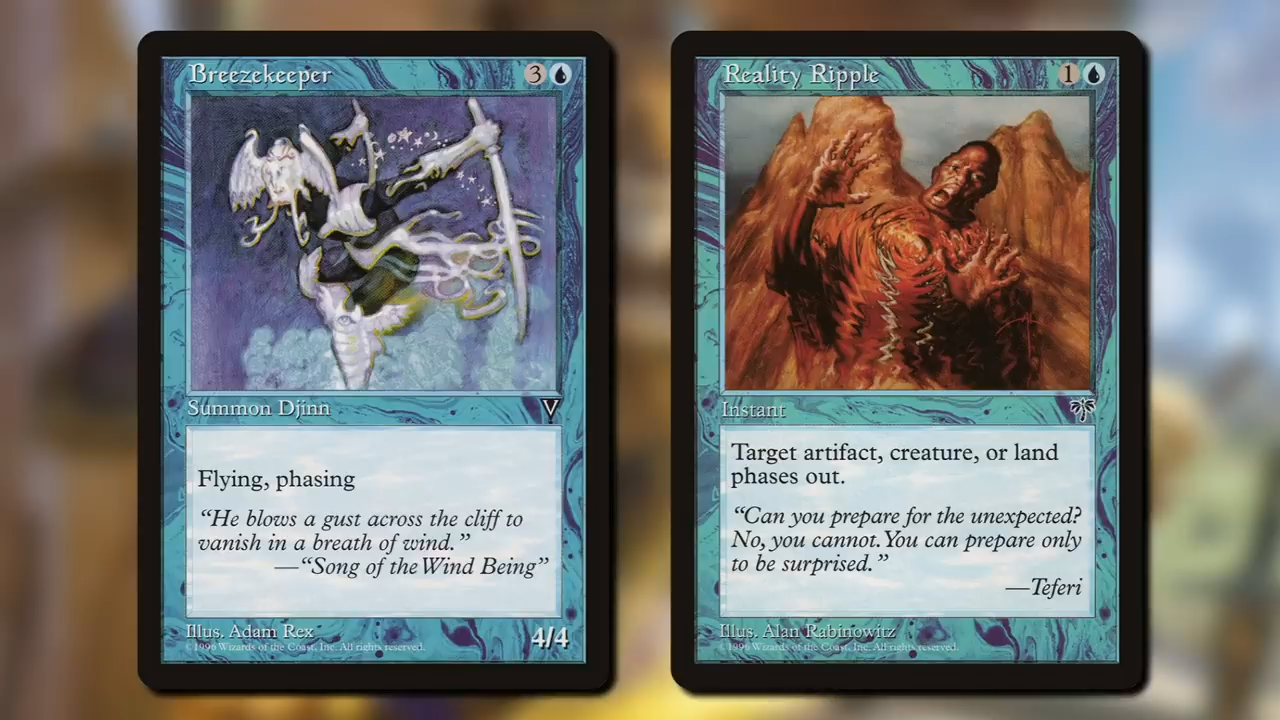 Breezekeeper
3
Summon Djinn
V
Flying, phasing
“He blows a gust across the cliff to
vanish in a breath of wind.”
—“Song of the Wind Being”
Illus. Adam Rex
4/4
©1996 Wizards of the Coast, Inc. All rights reserved.
Reality Ripple
1
Instant
Target artifact, creature, or land
phases out.
“Can you prepare for the unexpected?
No, you cannot. You can prepare only
to be surprised.”
—Teferi
Illus. Alan Rabinowitz
©1996 Wizards of the Coast, Inc. All rights reserved.